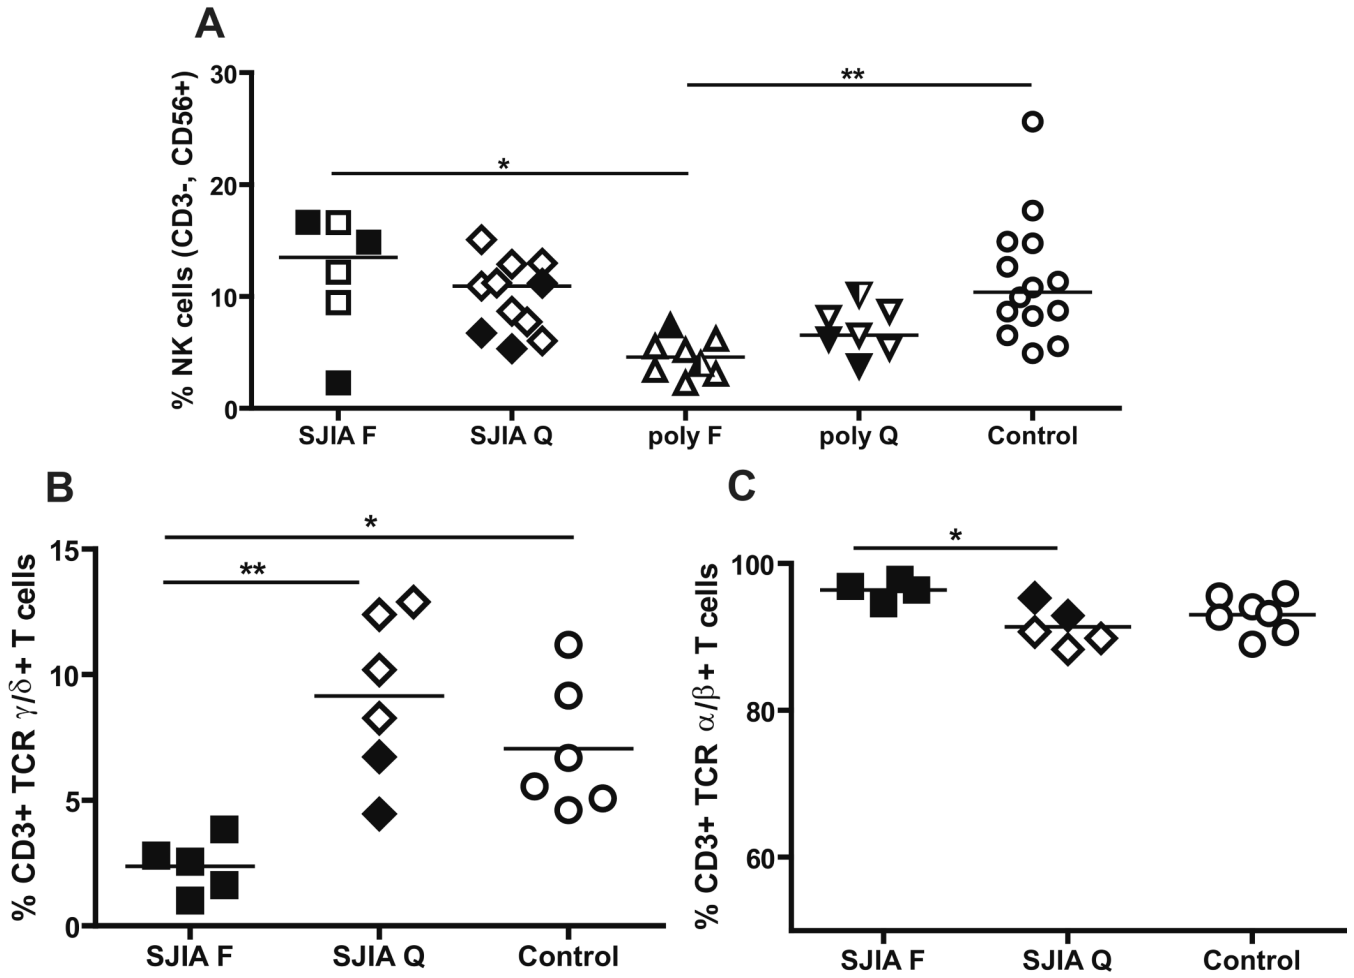 A
% NK cells (CD3-, CD56+)
30
20
10
0
*
**
SJIA F
SJIA Q
poly F
poly Q
Control
B
% CD3+ TCR γ/δ+ T cells
15
10
5
0
*
**
SJIA F
SJIA Q
Control
C
% CD3+ TCR α/β+ T cells
100
80
60
*
SJIA F
SJIA Q
Control